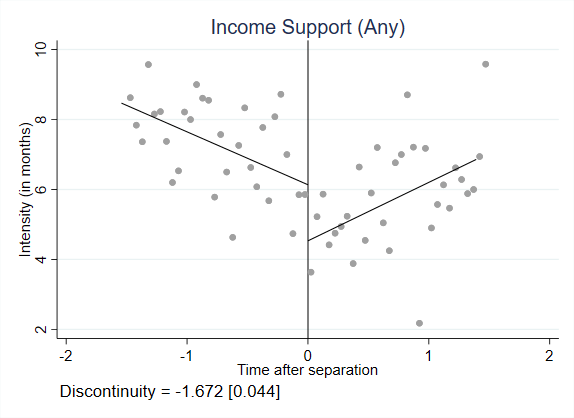 Income Support (Any)
10
8
6
4
2
Intensity (in months)
-2
-1
0
1
2
Time after separation
Discontinuity = -1.672 [0.044]